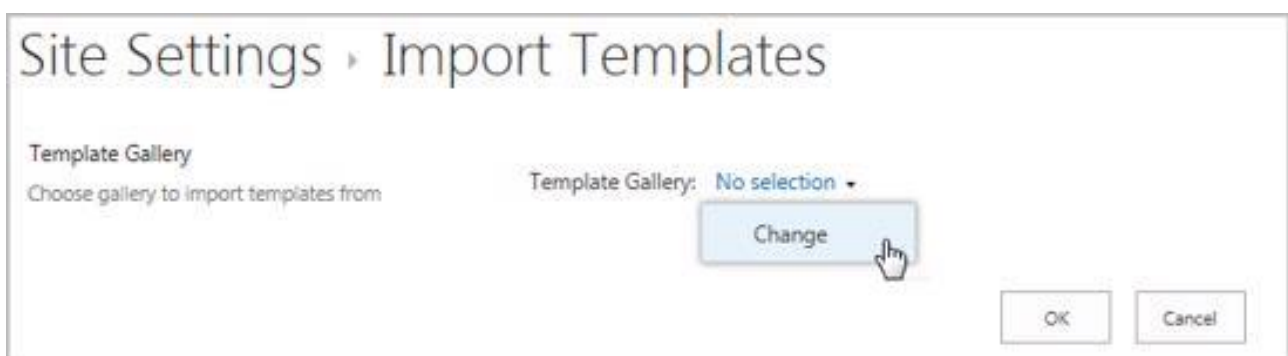 Site Settings › Import Templates
Template Gallery
Choose gallery to import templates from
Template Gallery: No selection
Change
OK
Cancel